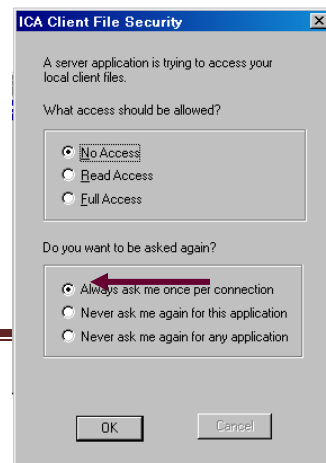 ICA Client File Security
A server application is trying to access your
local client files.
What access should be allowed?
No Access
Read Access
Full Access
Do you want to be asked again?
Always ask me once per connection
Never ask me again for this application
Never ask me again for any application
OK
Cancel